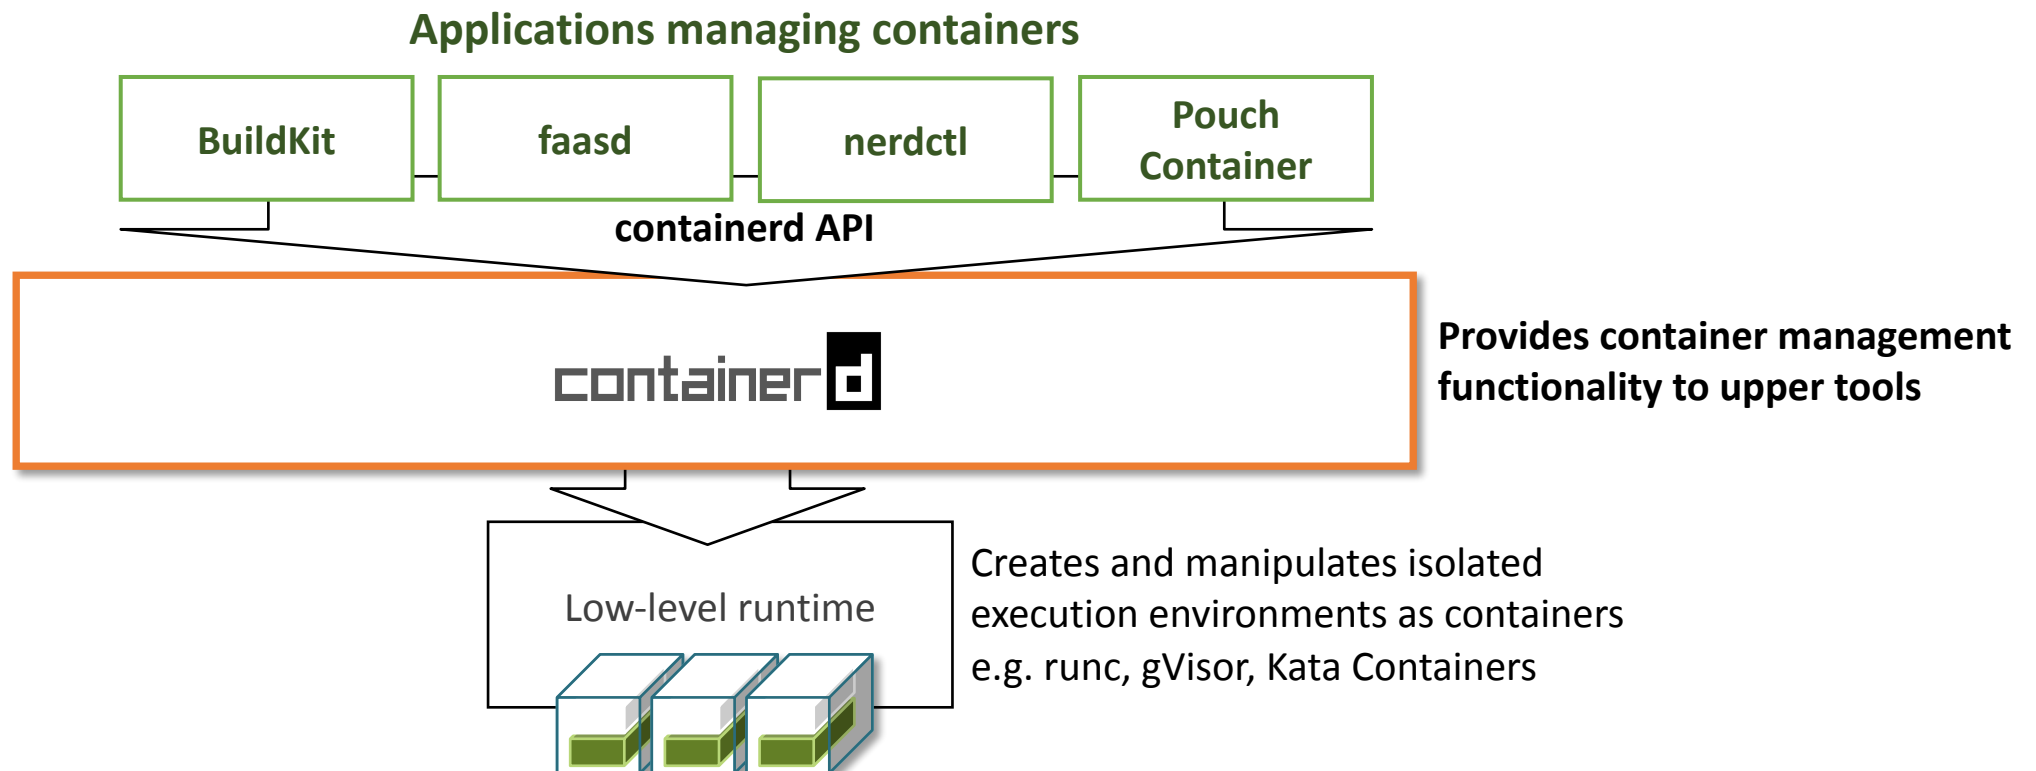 Applications managing containers
BuildKit
faasd
nerdctl
Pouch
Container
containerd API
containerd
Provides container management
functionality to upper tools
Low-level runtime
Creates and manipulates isolated
execution environments as containers
e.g. runc, gVisor, Kata Containers